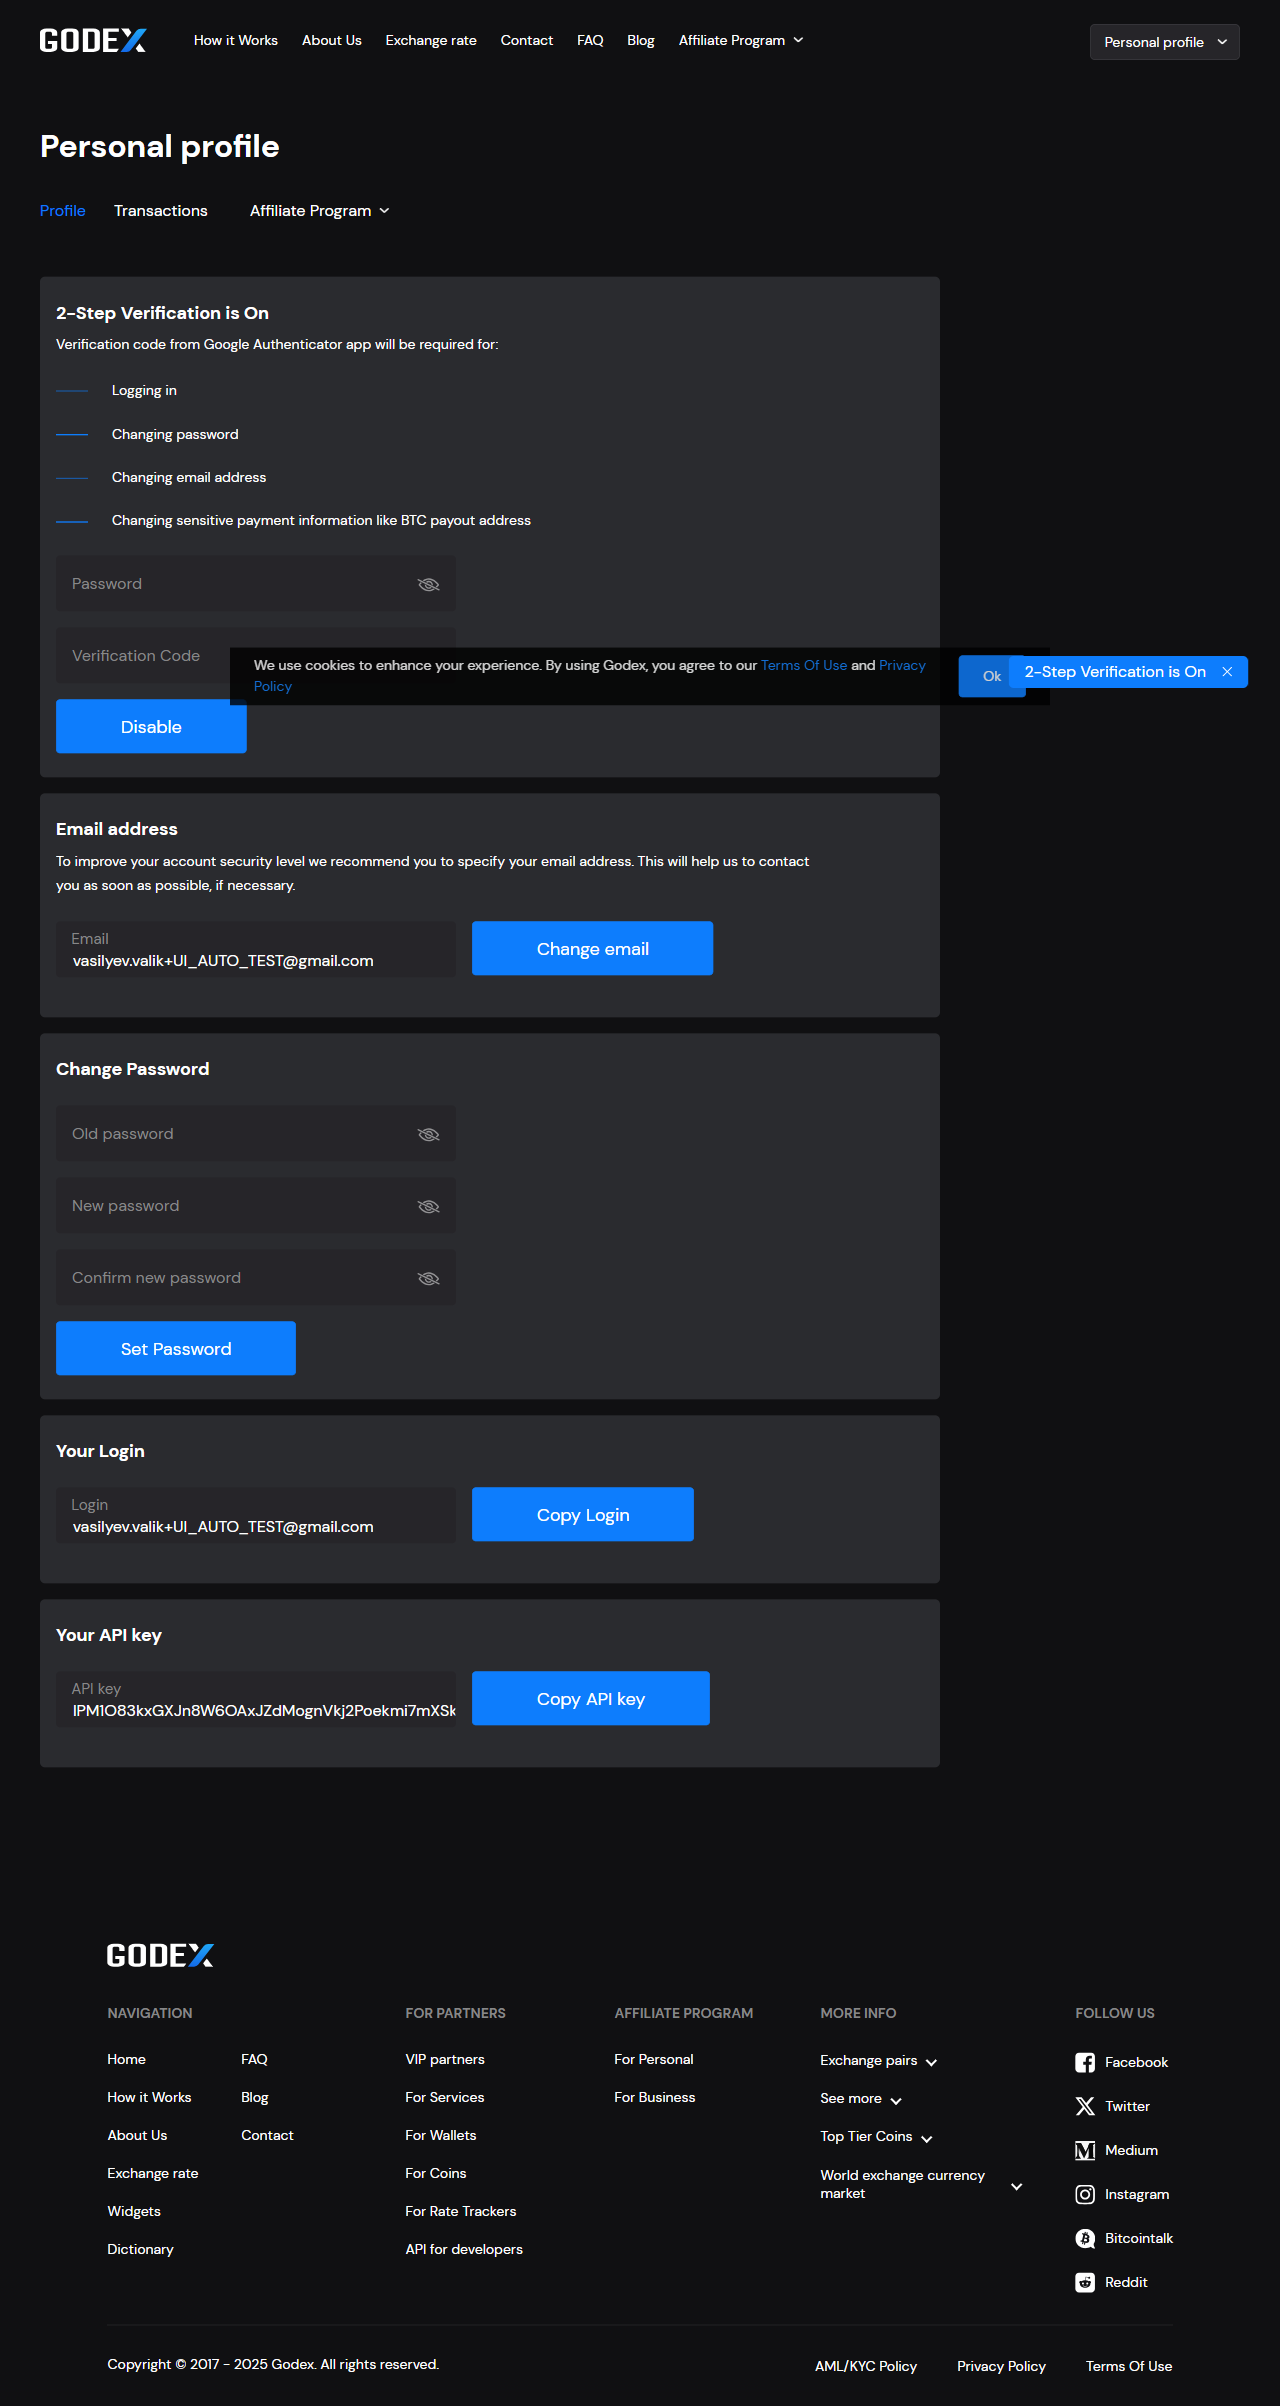 GODEX
How it Works
About Us
Exchange rate
Contact
FAQ
Blog
Affiliate Program
Personal profile
Personal profile
Profile
Transactions
Affiliate Program
2-Step Verification is On
Verification code from Google Authenticator app will be required for:
Logging in
Changing password
Changing email address
Changing sensitive payment information like BTC payout address
Password
Verification Code
We use cookies to enhance your experience. By using Godex, you agree to our Terms Of Use and Privacy
Policy
Ok
2-Step Verification is On
Disable
Email address
To improve your account security level we recommend you to specify your email address. This will help us to contact
you as soon as possible, if necessary.
Email
vasilyev.valik+UI_AUTO_TEST@gmail.com
Change email
Change Password
Old password
New password
Confirm new password
Set Password
Your Login
Login
vasilyev.valik+UI_AUTO_TEST@gmail.com
Copy Login
Your API key
API key
Copy API key
GODEX
NAVIGATION
Home
How it Works
About Us
Exchange rate
Widgets
Dictionary
FAQ
Blog
Contact
FOR PARTNERS
VIP partners
For Services
For Wallets
For Coins
For Rate Trackers
API for developers
AFFILIATE PROGRAM
For Personal
For Business
MORE INFO
Exchange pairs
See more
Top Tier Coins
World exchange currency
market
FOLLOW US
Facebook
Twitter
Medium
Instagram
Bitcointalk
Reddit
Copyright © 2017 - 2025 Godex. All rights reserved.
AML/KYC Policy
Privacy Policy
Terms Of Use